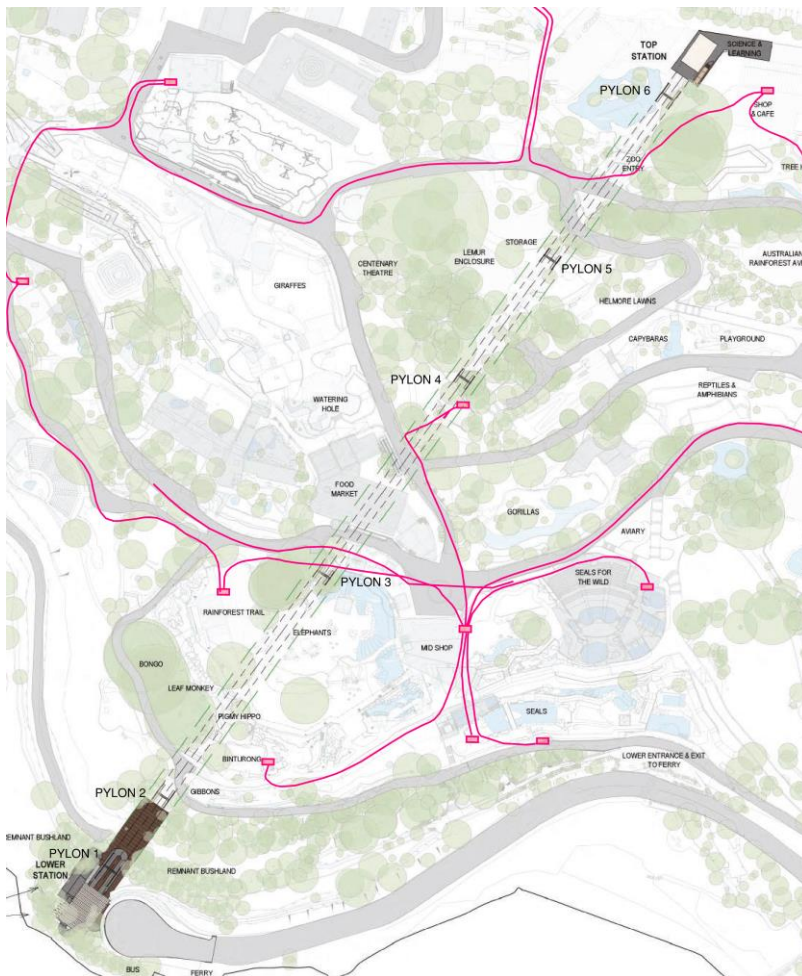 TOP
STATION
SCIENCE &
LEARNING
PYLON 6
SHOP
& CAFE
ZOO
ENTRY
TREE
AUSTRALIAN
RAINFOREST
STORAGE
LEMUR
ENCLOSURE
CENTENARY
THEATRE
PYLON 5
GIRAFFES
HELMORE LAWNS
CAPYBARAS
PLAYGROUND
PYLON 4
REPTILES &
AMPHIBIANS
WATERING
HOLE
FOOD
MARKET
GORILLAS
AVIARY
PYLON 3
SEALS FOR
THE WILD
RAINFOREST TRAIL
ELEPHANTS
MID SHOP
BONGO
LEAF MONKEY
PIGMY HIPPO
SEALS
BINTURONG
LOWER ENTRANCE & EXIT
TO FERRY
PYLON 2
GIBBONS
REMNANT BUSHLAND
PYLON 1
LOWER
STATION
REMNANT BUSHLAND
BUS
FERRY